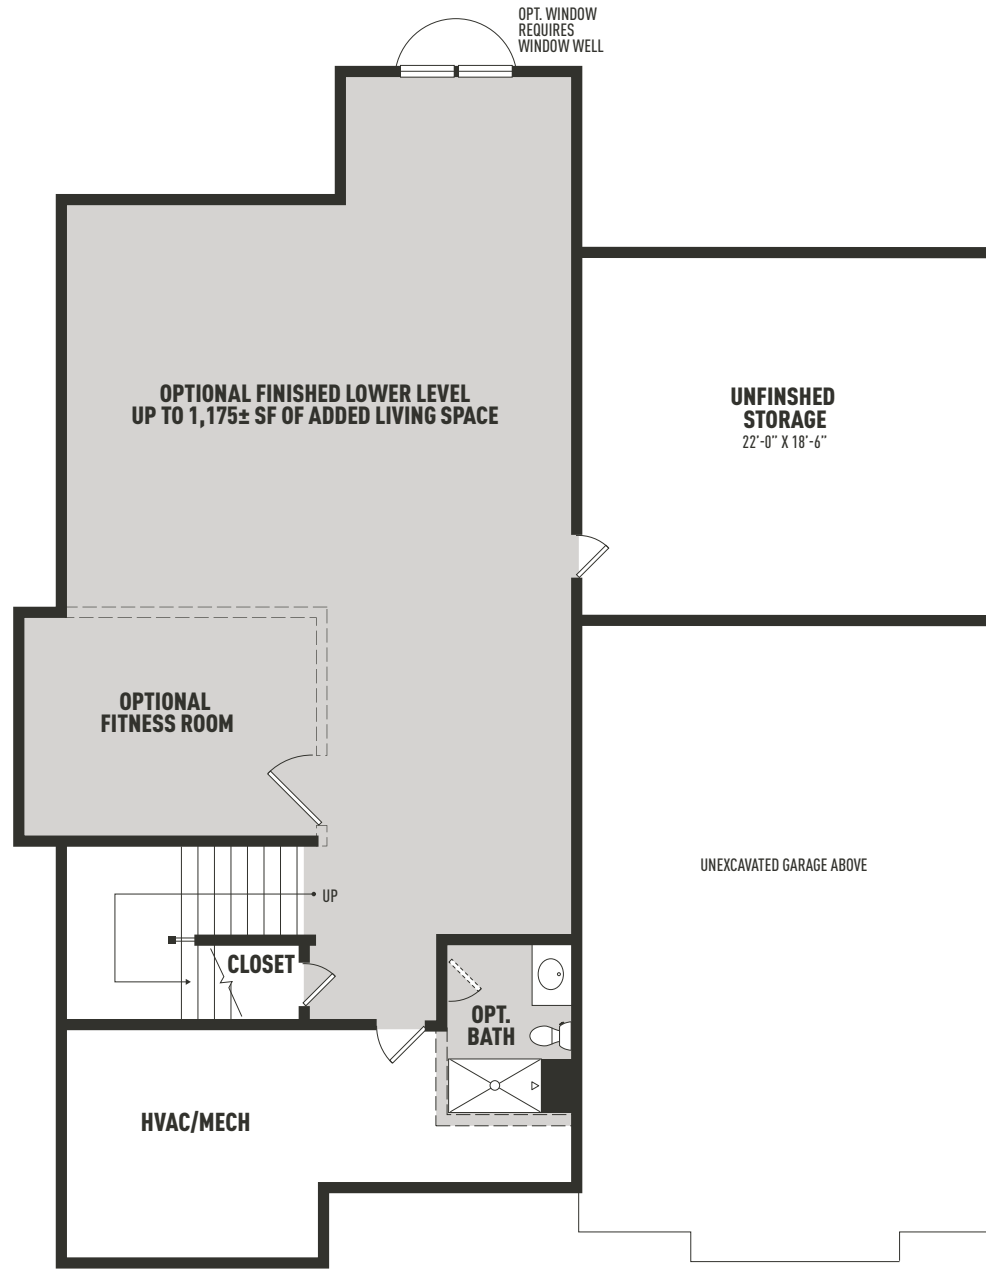 OPT. WINDOW
REQUIRES
WINDOW WELL
OPTIONAL FINISHED LOWER LEVEL
UP TO 1,175± SF OF ADDED LIVING SPACE
UNFINSHED
STORAGE
22'-0" X 18'-6"
OPTIONAL
FITNESS ROOM
UNEXCAVATED GARAGE ABOVE
UP
CLOSET
OPT.
BATH
HVAC/MECH